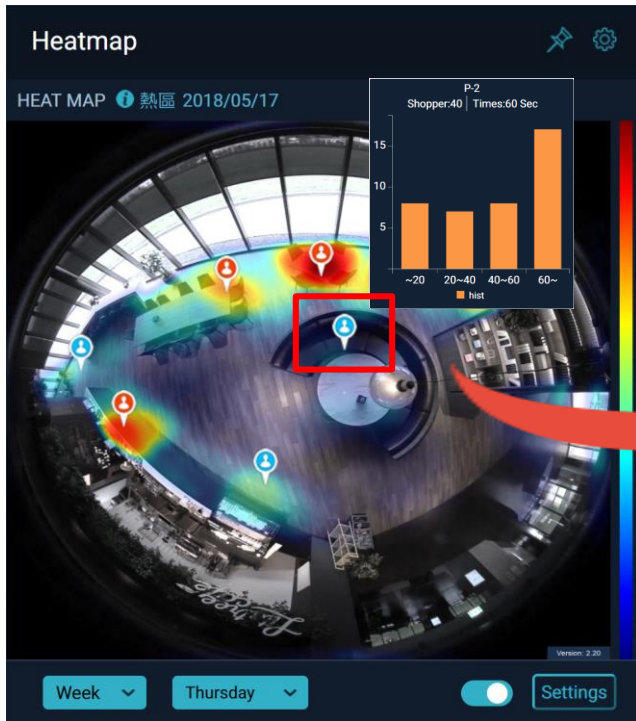 Heatmap
HEAT MAP i 熱區 2018/05/17
P-2
Shopper:40 | Times:60 Sec
15
10
5
~20 20~40 40~60 60~
hist
Version: 2.20
Week Thursday Settings